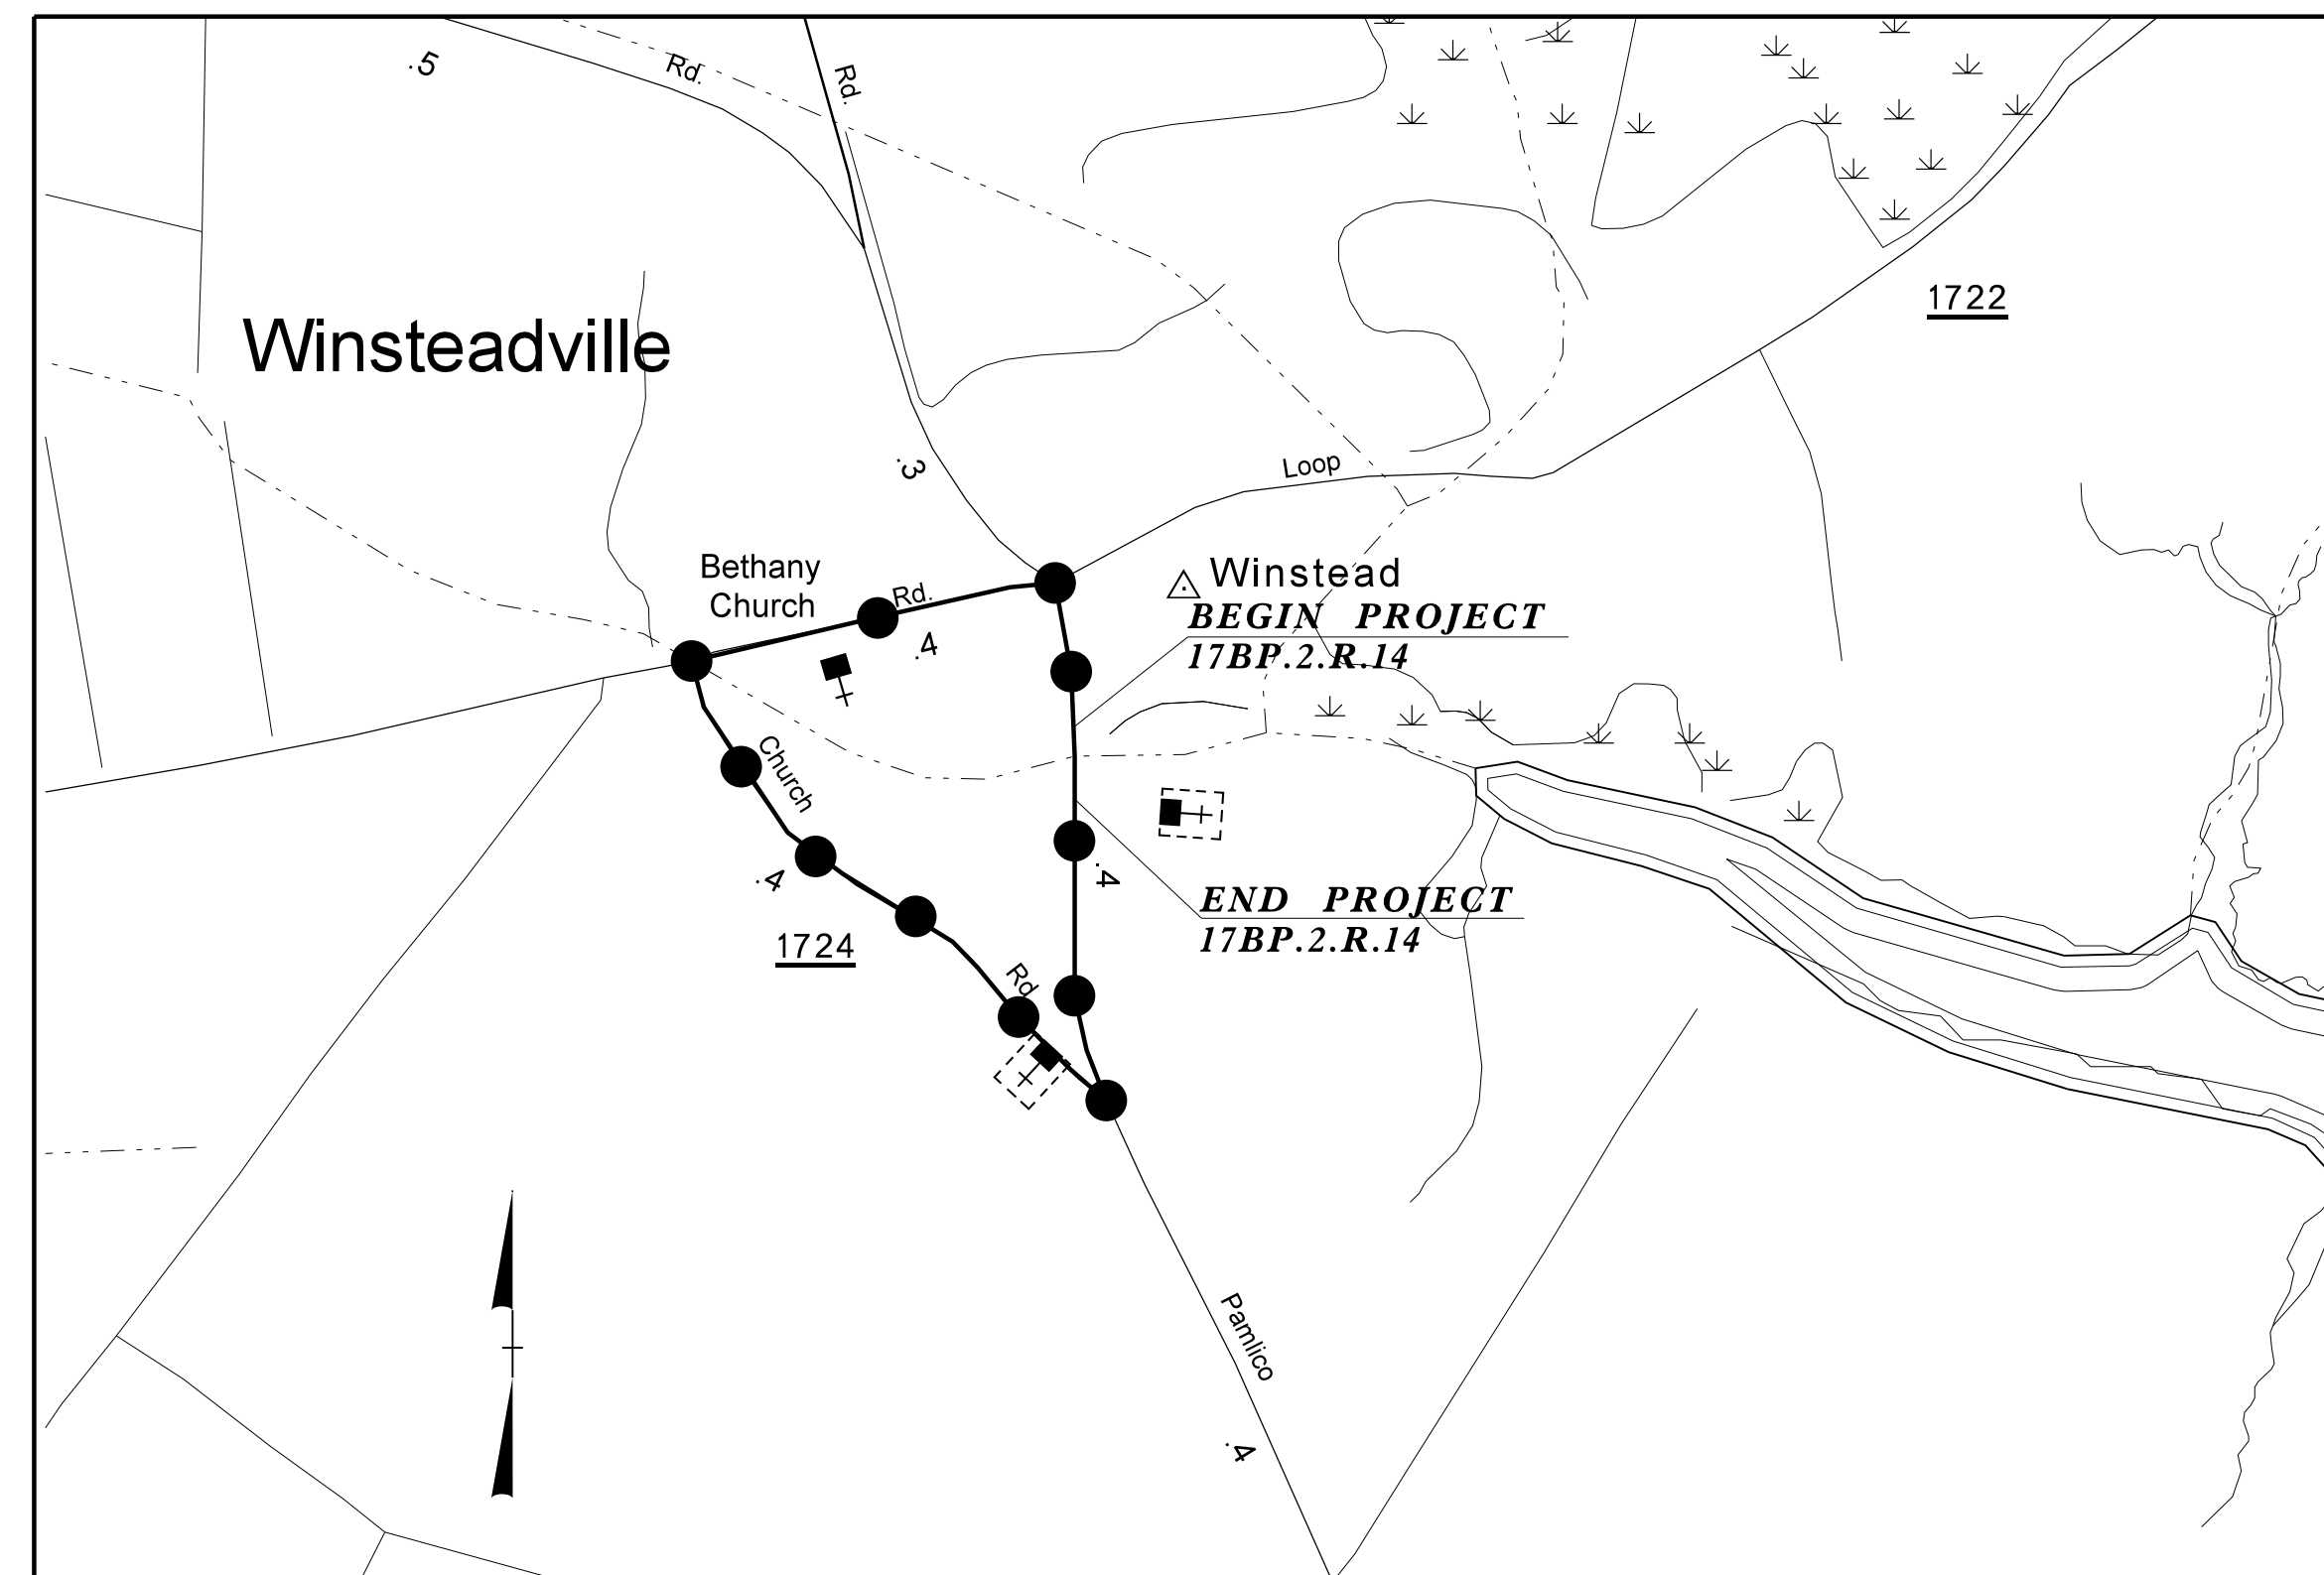 .5
Rd.
Rd.
1722
Winsteadville
.3
Loop
Bethany
Church
Rd.
.4
Winstead
BEGIN PROJECT
17BP.2.R.14
Church
.4
.4
END PROJECT
17BP.2.R.14
1724
Rd
Pamlico
.4